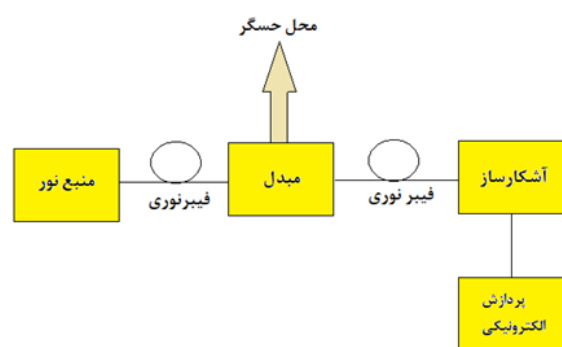 محل حسگر
منبع نور
فیبرنوری
مبدل
فیبر نوری
آشکارساز
پردازش
الکترونیکی